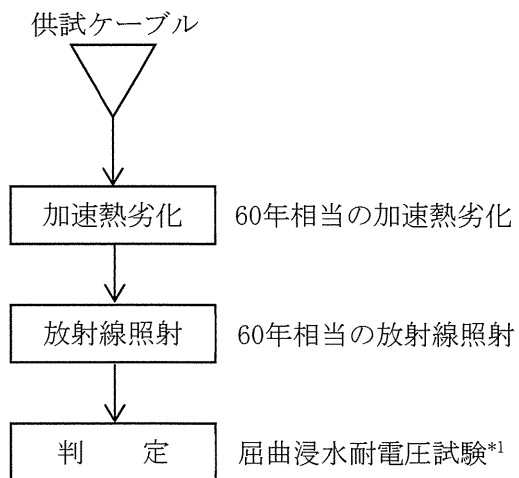 供試ケーブル
加速熱劣化 60年相当の加速熱劣化
放射線照射 60年相当の放射線照射
判 定 屈曲浸水耐電圧試験*1